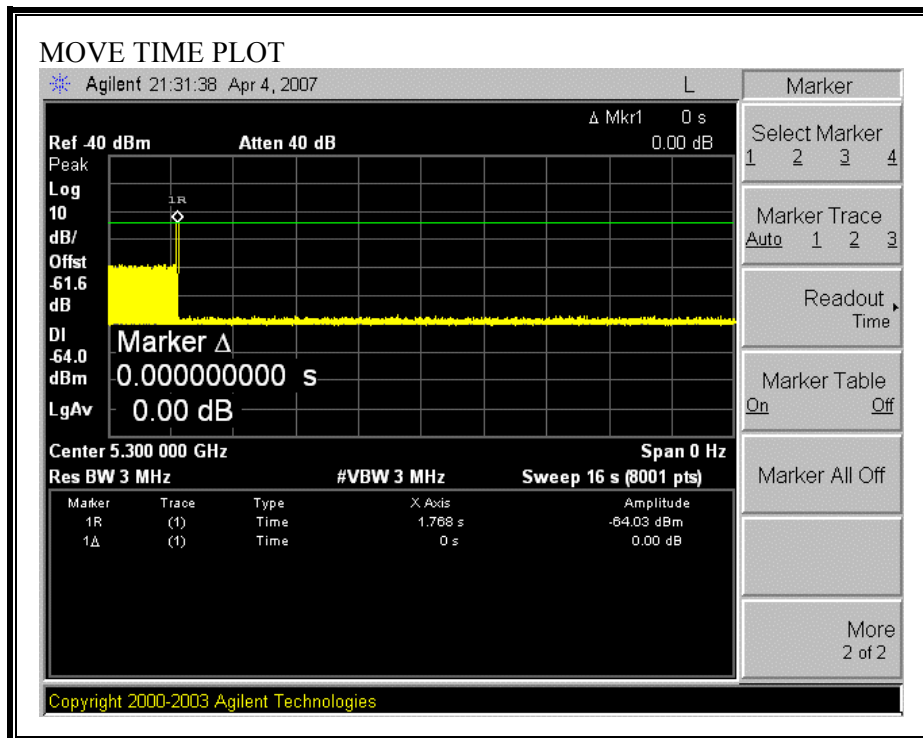 MOVE TIME PLOT
Agilent 21:31:38 Apr 4, 2007 L
Δ Mkr1 0 s
Ref -40 dBm Atten 40 dB 0.00 dB
Peak
Log
10
dB/
Offst
-61.6
dB
DI
-64.0
dBm
LgAv
1R
Marker Δ
0.000000000 s
0.00 dB
Center 5.300 000 GHz Span 0 Hz
Res BW 3 MHz #VBW 3 MHz Sweep 16 s (8001 pts)
Marker Trace Type X Axis Amplitude
1R (1) Time 1.768 s -64.03 dBm
1Δ (1) Time 0 s 0.00 dB
Copyright 2000-2003 Agilent Technologies
Marker
Select Marker
1 2 3 4
Marker Trace
Auto 1 2 3
Readout
Time
Marker Table
On Off
Marker All Off
More
2 of 2